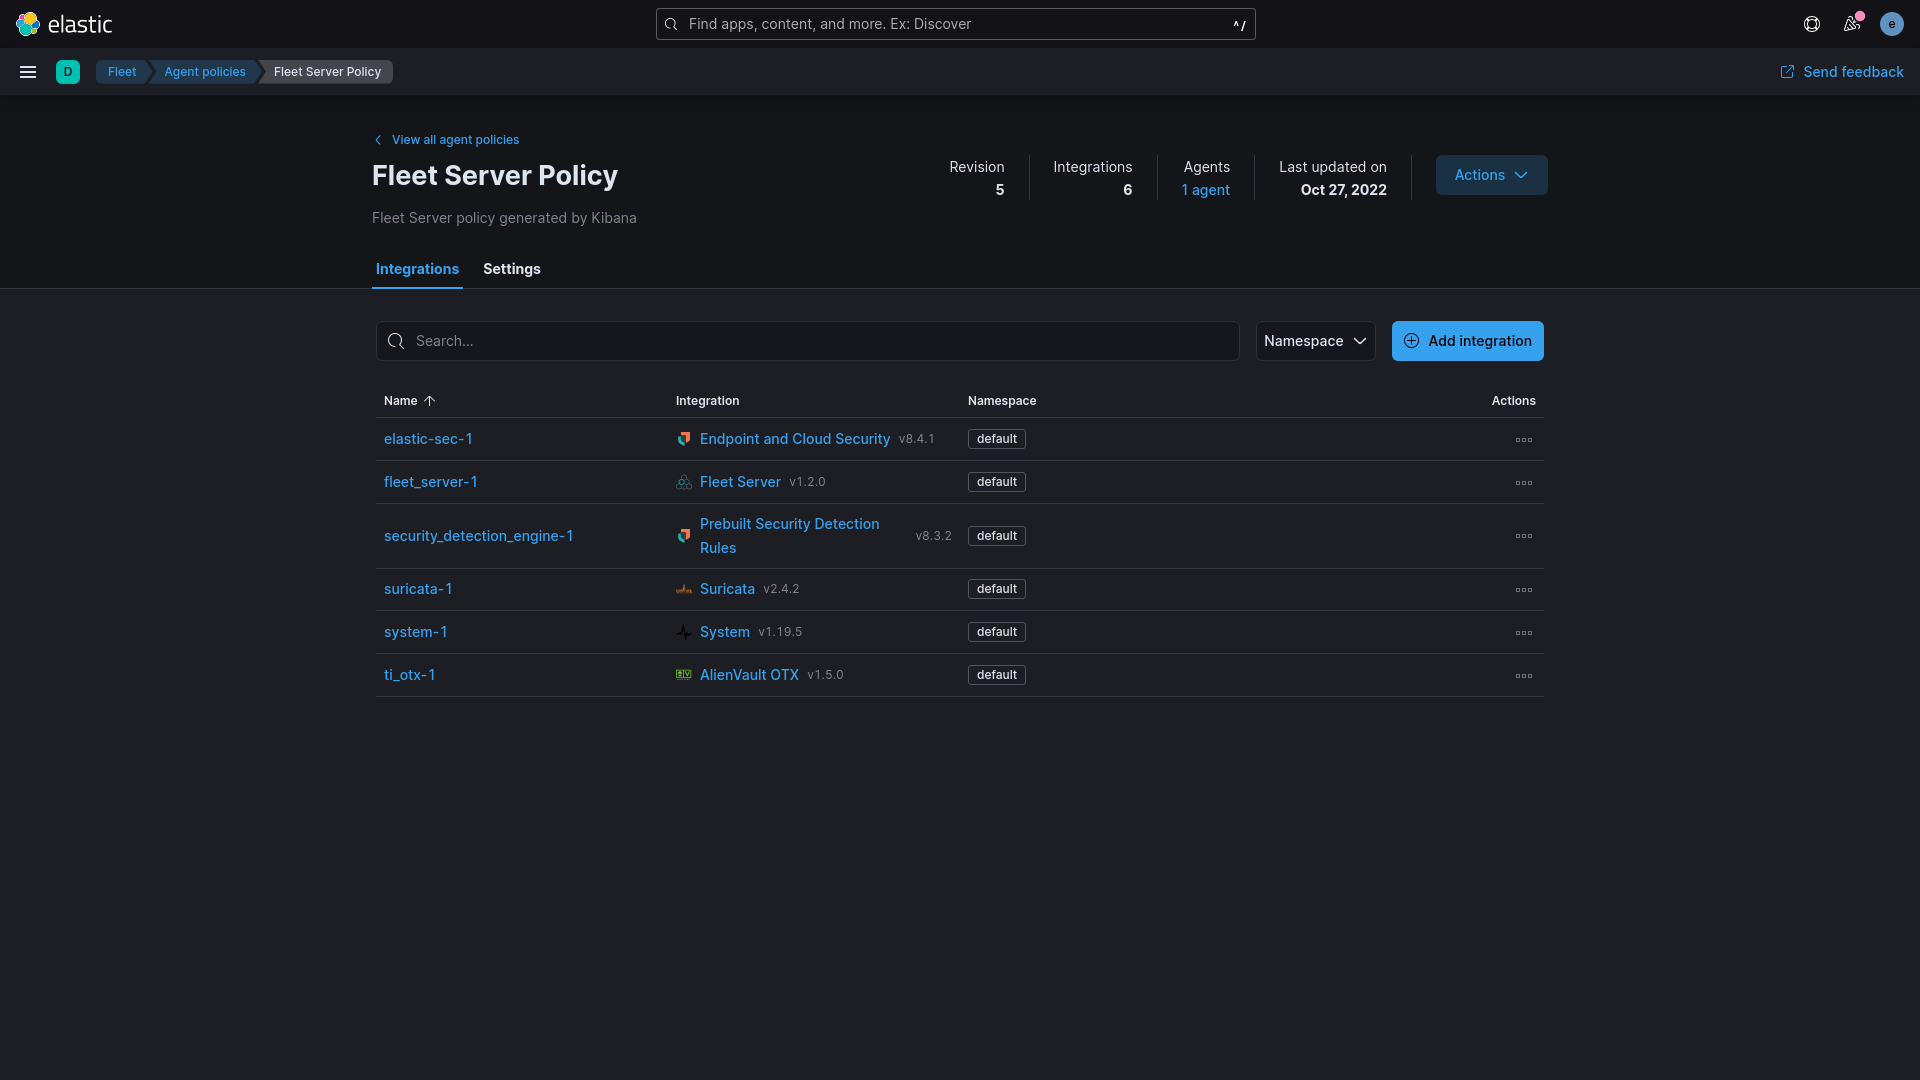 elastic
Find apps, content, and more. Ex: Discover
^/
e
D
Fleet
Agent policies
Fleet Server Policy
Send feedback
View all agent policies
Fleet Server Policy
Fleet Server policy generated by Kibana
Revision
5
Integrations
6
Agents
1 agent
Last updated on
Oct 27, 2022
Actions
Integrations
Settings
Search...
Namespace
Add integration
Name Integration Namespace Actions
elastic-sec-1 Endpoint and Cloud Security v8.4.1 default
fleet_server-1 Fleet Server v1.2.0 default
security_detection_engine-1 Prebuilt Security Detection
Rules v8.3.2 default
suricata-1 Suricata v2.4.2 default
system-1 System v1.19.5 default
ti_otx-1 AlienVault OTX v1.5.0 default